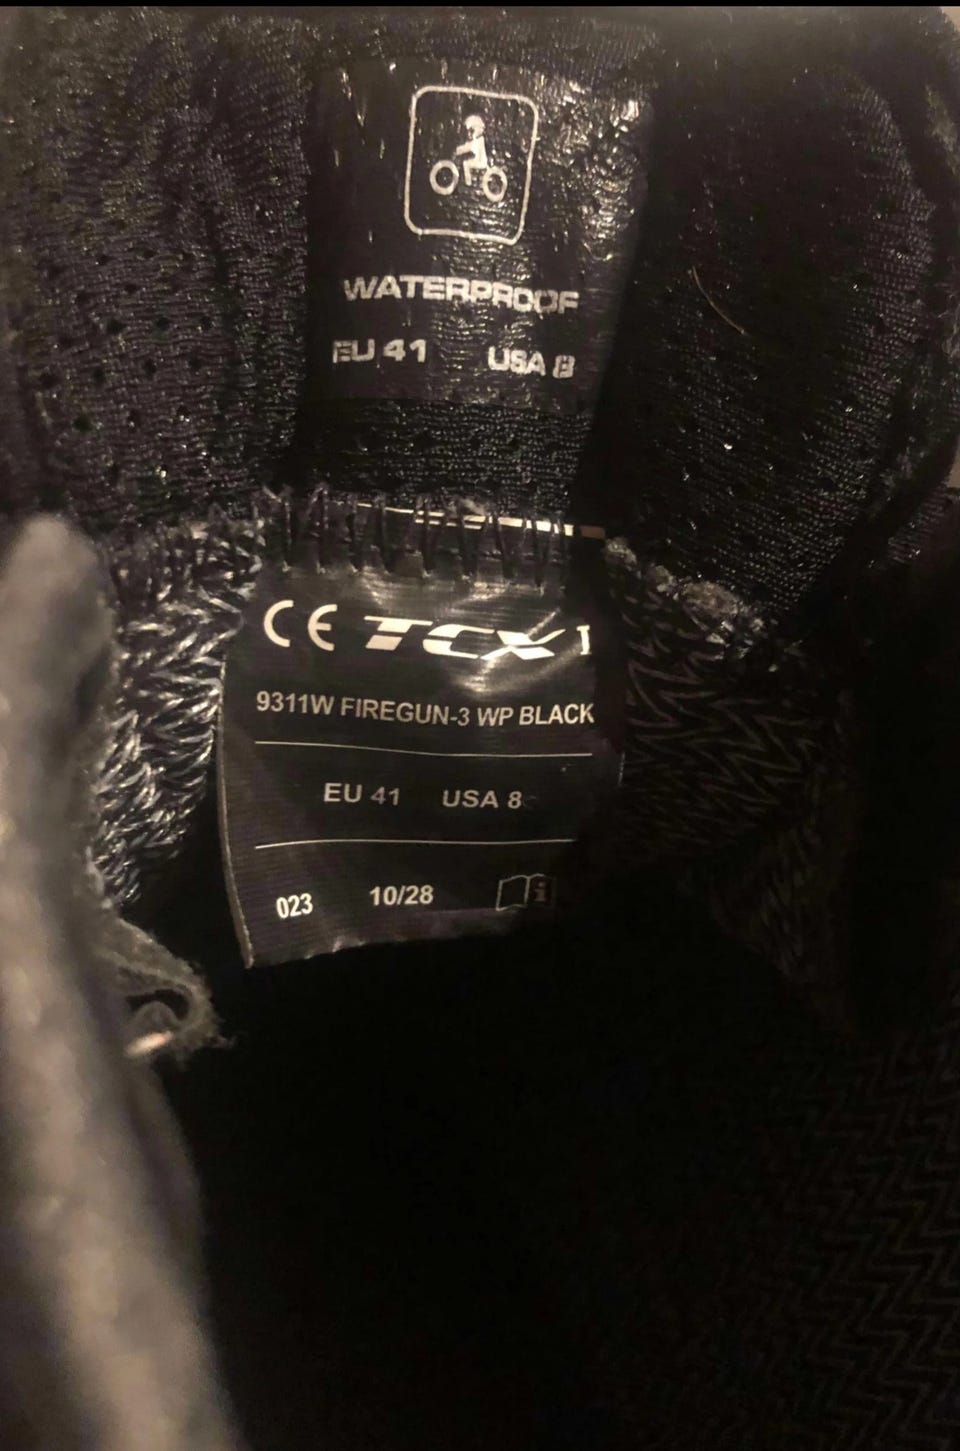 WATERPROOF
EU 41 USA 8
CE TCX
9311W FIREGUN-3 WP BLACK
EU 41 USA 8
023 10/28 i